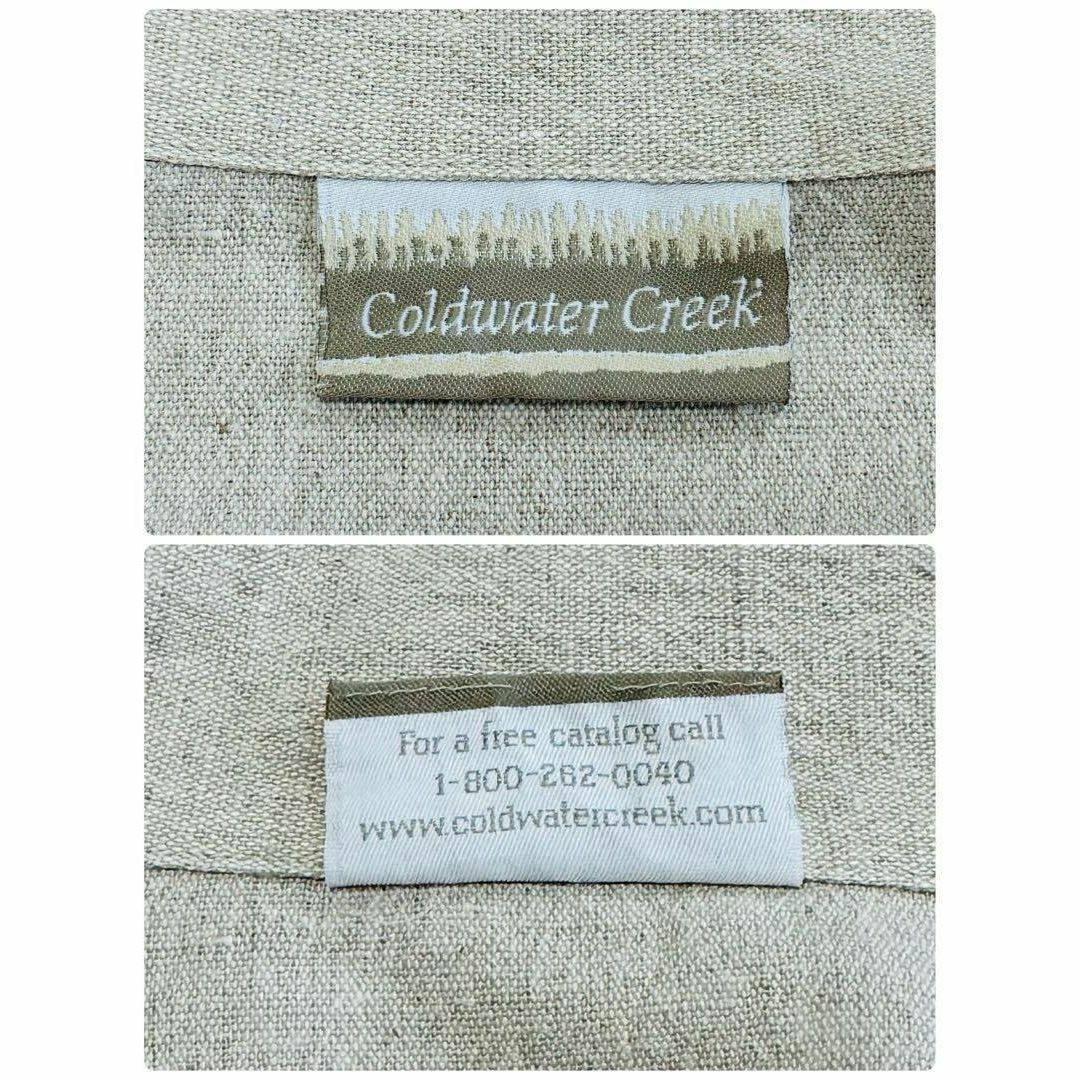 Coldwater Creek
For a free catalog call
1-800-262-0040
www.coldwatercreek.com